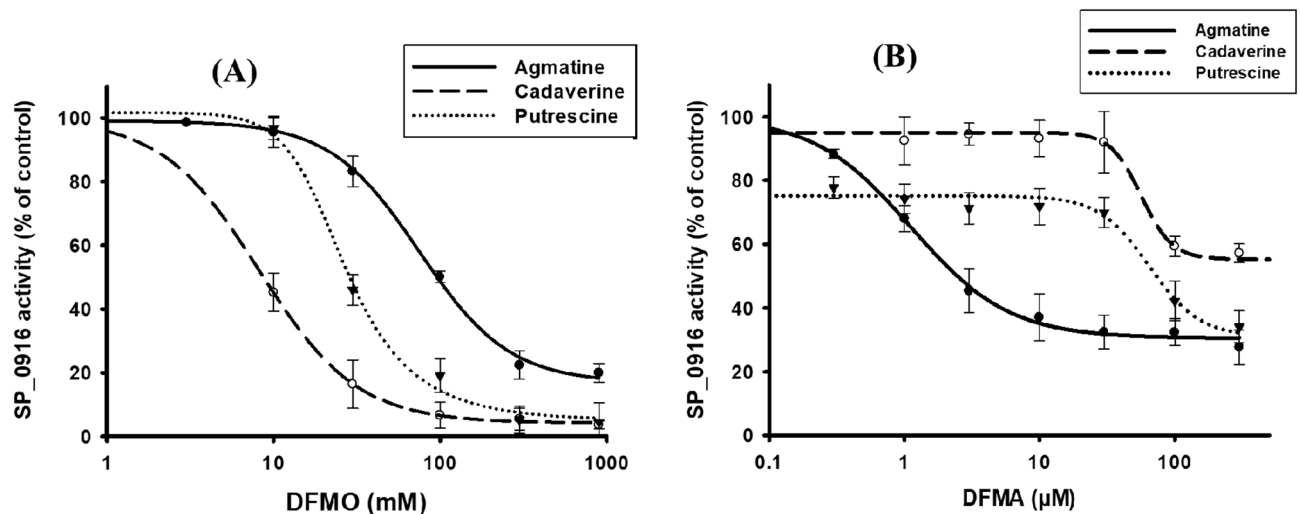 (A)
Agmatine
Cadaverine
Putrescine
SP_0916 activity (% of control)
100
80
60
40
20
0
1
10
100
1000
DFMO (mM)
(B)
Agmatine
Cadaverine
Putrescine
SP_0916 activity (% of control)
100
80
60
40
20
0
0.1
1
10
100
DFMA (µM)